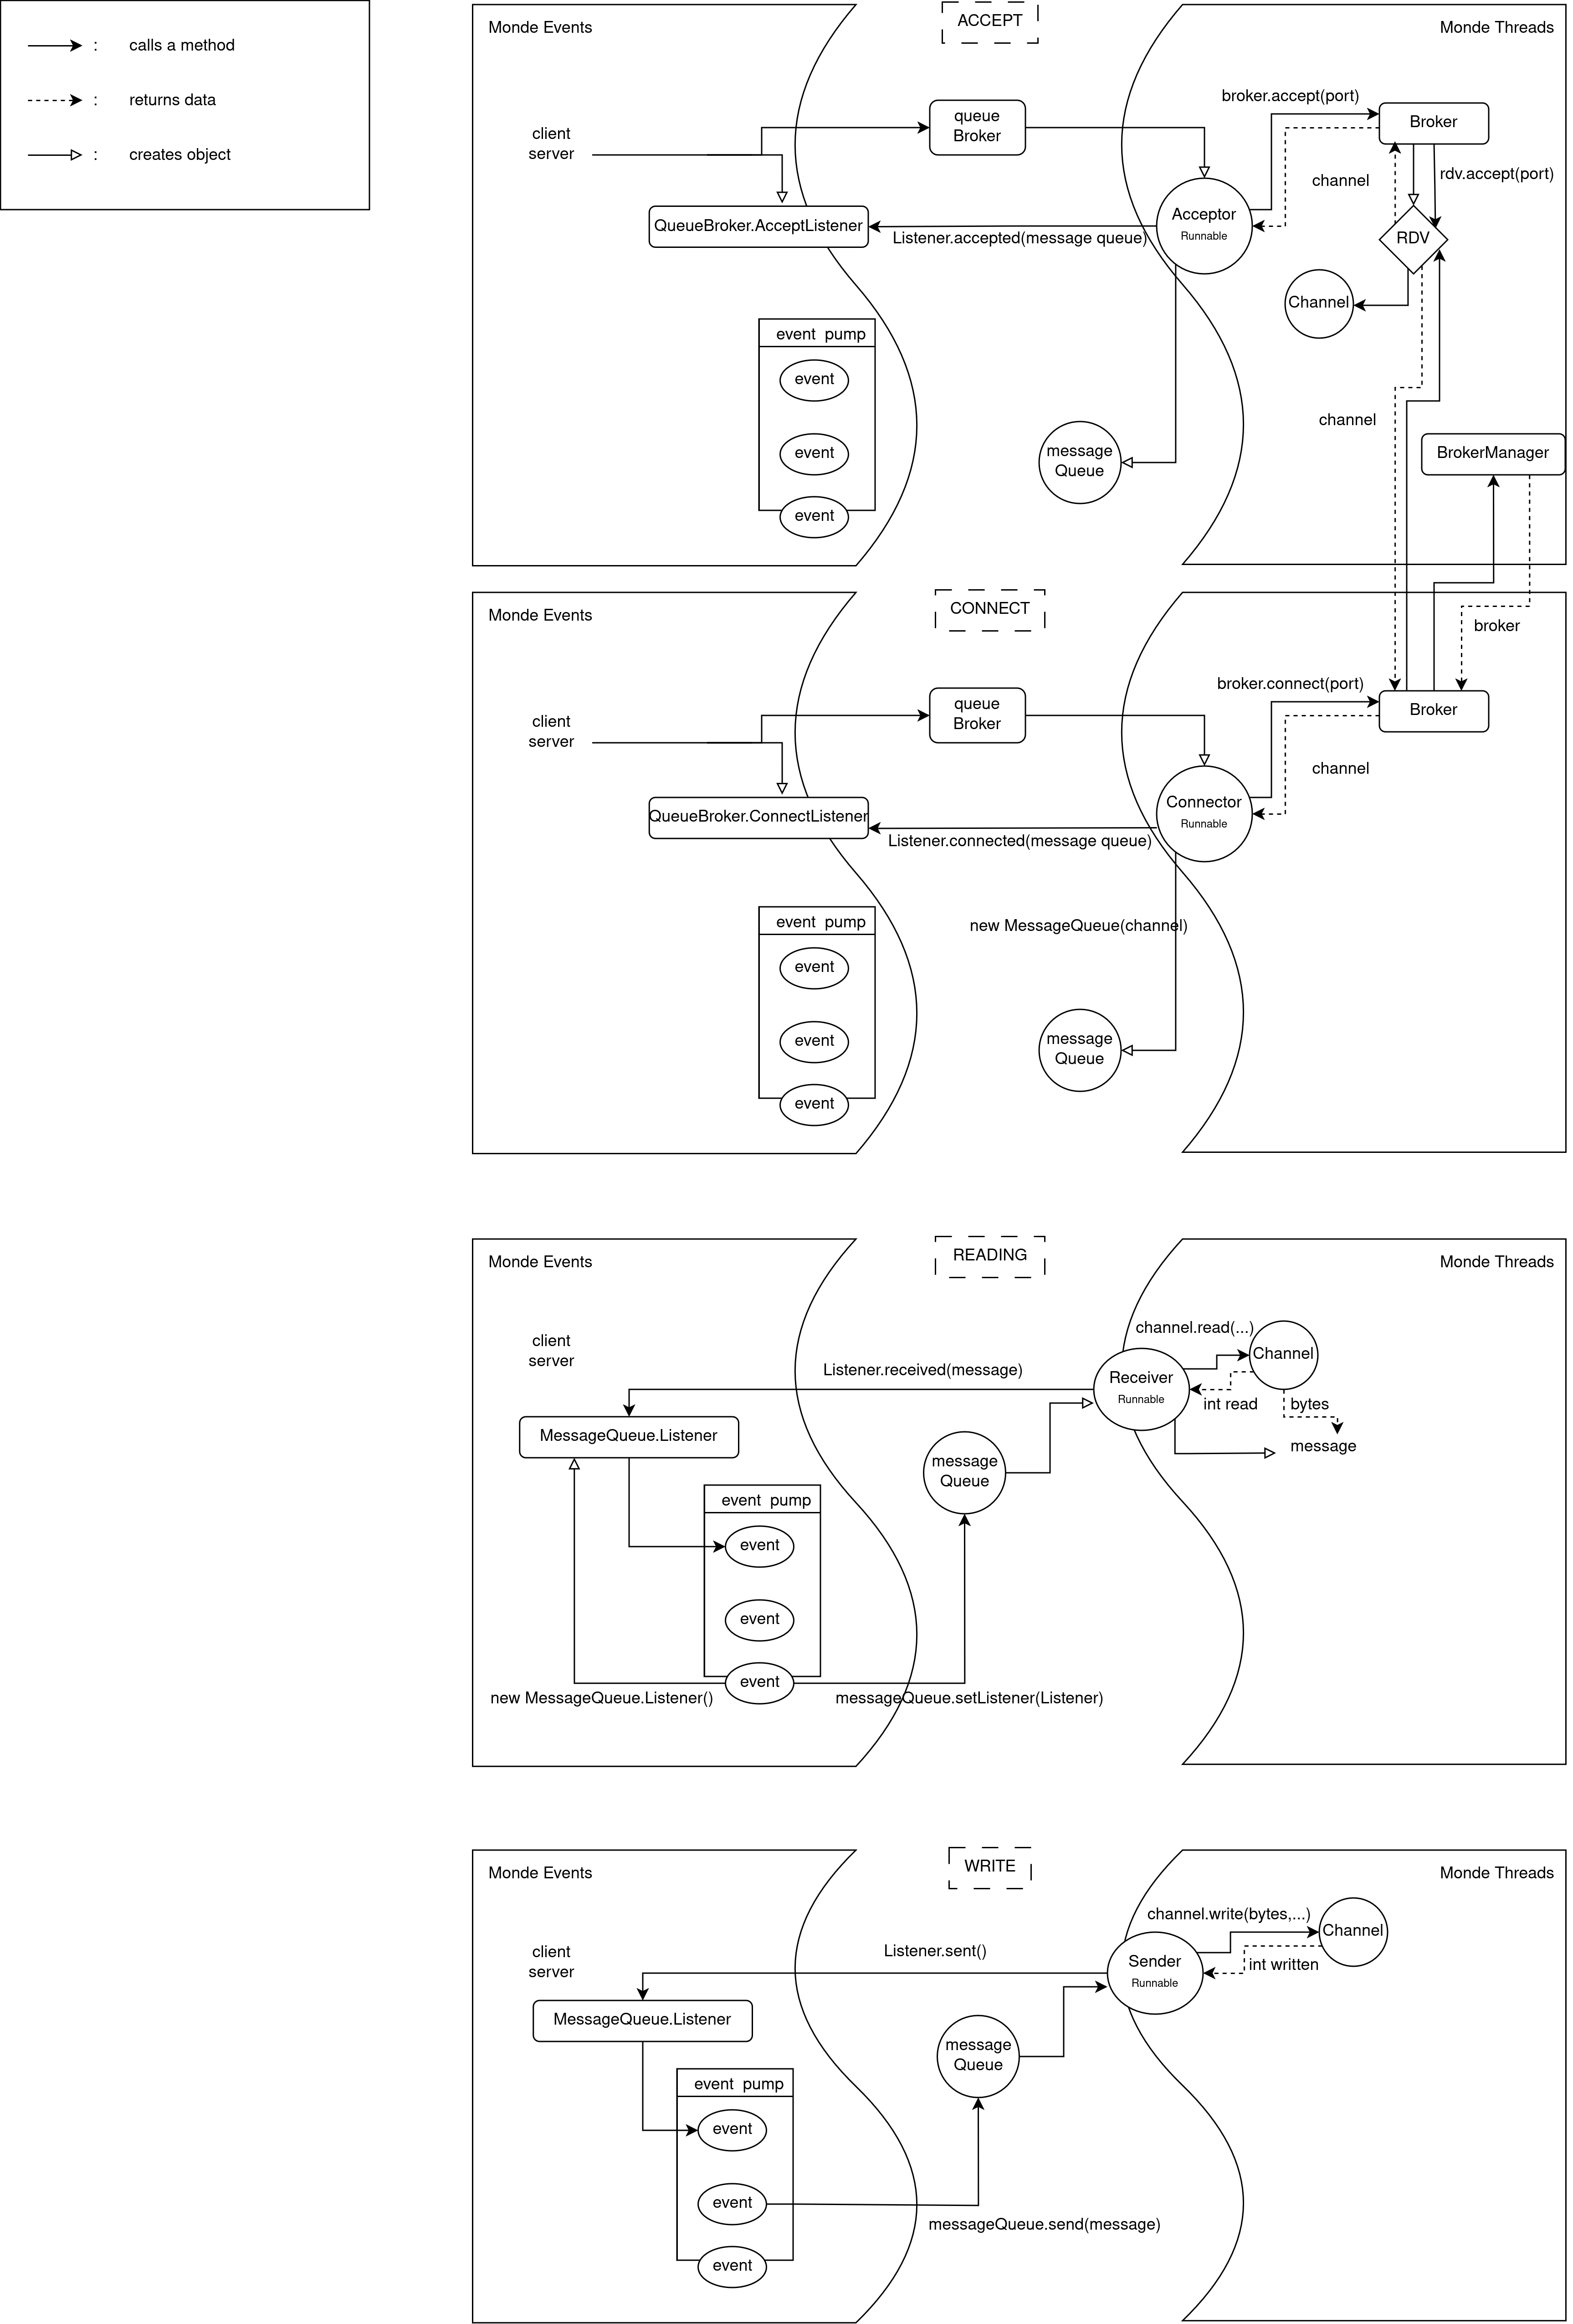 : calls a method
: returns data
: creates object
Monde Events
ACCEPT
Monde Threads
client
server
queue
Broker
broker.accept(port)
Broker
channel
rdv.accept(port)
QueueBroker.AcceptListener
Listener.accepted(message queue)
Acceptor
Runnable
RDV
Channel
event pump
event
event
event
channel
message
Queue
BrokerManager
Monde Events
CONNECT
broker
client
server
queue
Broker
broker.connect(port)
Broker
channel
QueueBroker.ConnectListener
Listener.connected(message queue)
Connector
Runnable
event pump
event
event
event
new MessageQueue(channel)
message
Queue
Monde Events
READING
Monde Threads
client
server
Listener.received(message)
channel.read(...)
Channel
Receiver
Runnable
int read
bytes
message
MessageQueue.Listener
message
Queue
event pump
event
event
event
new MessageQueue.Listener()
messageQueue.setListener(Listener)
Monde Events
WRITE
Monde Threads
client
server
Listener.sent()
channel.write(bytes,...)
Channel
Sender
Runnable
int written
MessageQueue.Listener
message
Queue
event pump
event
event
event
messageQueue.send(message)